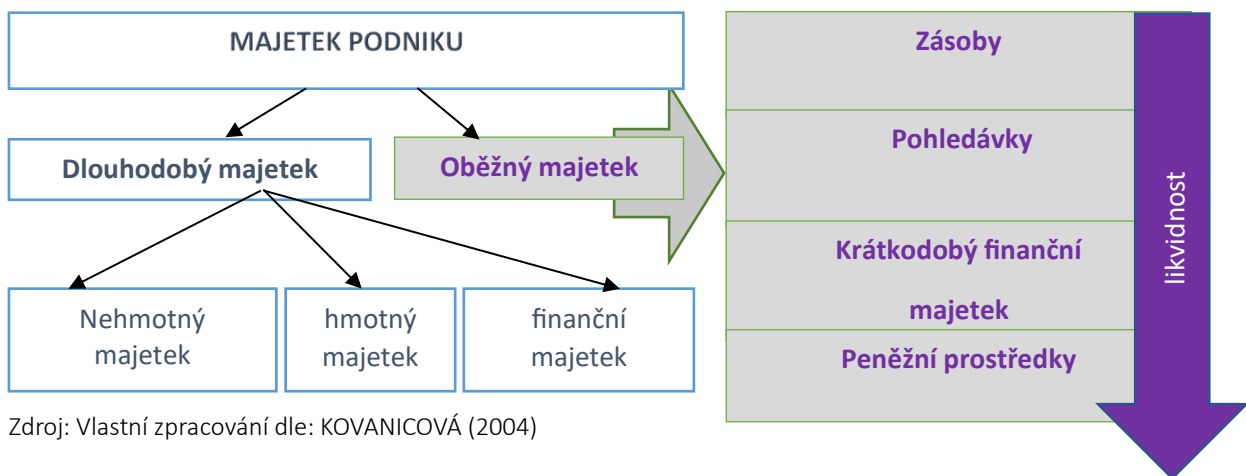 MAJETEK PODNIKU
Dlouhodobý majetek
Oběžný majetek
Nehmotný
majetek
hmotný
majetek
finanční
majetek
Zásoby
Pohledávky
Krátkodobý finanční
majetek
Peněžní prostředky
likvidnost
Zdroj: Vlastní zpracování dle: KOVANICOVÁ (2004)